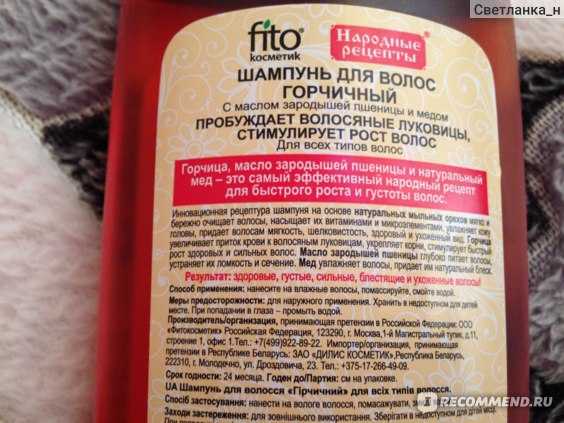 Светланка_н
fito
косметик
Народные
рецепты
ШАМПУНЬ ДЛЯ ВОЛОС
ГОРЧИЧНЫЙ
С маслом зародышей пшеницы и медом
ПРОБУЖДАЕТ ВОЛОСЯНЫЕ ЛУКОВИЦЫ,
СТИМУЛИРУЕТ РОСТ ВОЛОС
Для всех типов волос
Горчица, масло зародышей пшеницы и натуральный
мед – это самый эффективный народный рецепт
для быстрого роста и густоты волос.
Инновационная рецептура шампуня на основе натуральных мыльных орехов мягко и
бережно очищает волосы, насыщает их витаминами и микроэлементами, увлажняет кожу
головы, придает волосам мягкость, шелковистость, здоровый и ухоженный вид. Горчица
увеличивает приток крови к волосяным луковицам, укрепляет корни, стимулирует быстрый
рост здоровых и сильных волос. Масло зародышей пшеницы глубоко питает волосы,
устраняет их ломкость и сечение. Мед увлажняет волосы, придает им натуральный блеск.
Результат: здоровые, густые, сильные, блестящие и ухоженные волосы!
Способ применения: нанесите на влажные волосы, помассируйте, смойте водой.
Меры предосторожности: для наружного применения. Хранить в недоступном для детей
месте. При попадании в глаза – промыть водой.
Производитель/организация, принимающая претензии в Российской Федерации: ООО
«Фитокосметик» Российская Федерация, 123290, г. Москва, 1-й Магистральный тупик, д.11,
строение 1, офис 1.Тел.: +7(499)922-89-22. Импортер/организация, принимающая
претензии в Республике Беларусь: ЗАО «ДИЛИС КОСМЕТИК», Республика Беларусь,
222310, г. Молодечно, ул. Дроздовича, 23. Тел.: +375-17-266-49-09.
Срок годности: 24 месяца. Годен до/Партия: см на упаковке.
UA Шампунь для волосся «Гірчичний» для всіх типів волосся.
Спосіб застосування: нанести на вологе волосся, помасажувати, змити
Заходи застереження: для зовнішнього використання. Зберігати в недоступному для дітей місці.
RECOMMEND.RU